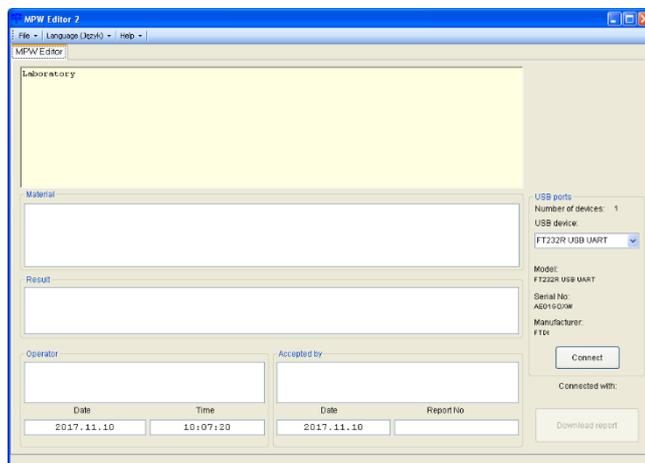 MPW Editor 2
File Language (Język) Help
MPW Editor
Laboratory
Material
Result
Operator
Date Time
2017.11.10 10:07:20
Accepted by
Date Report No
2017.11.10
USB ports
Number of devices: 1
USB device:
FT232R USB UART
Model:
FT232R USB UART
Serial No:
Manufacturer:
FTDI
Connect
Connected with:
Download report